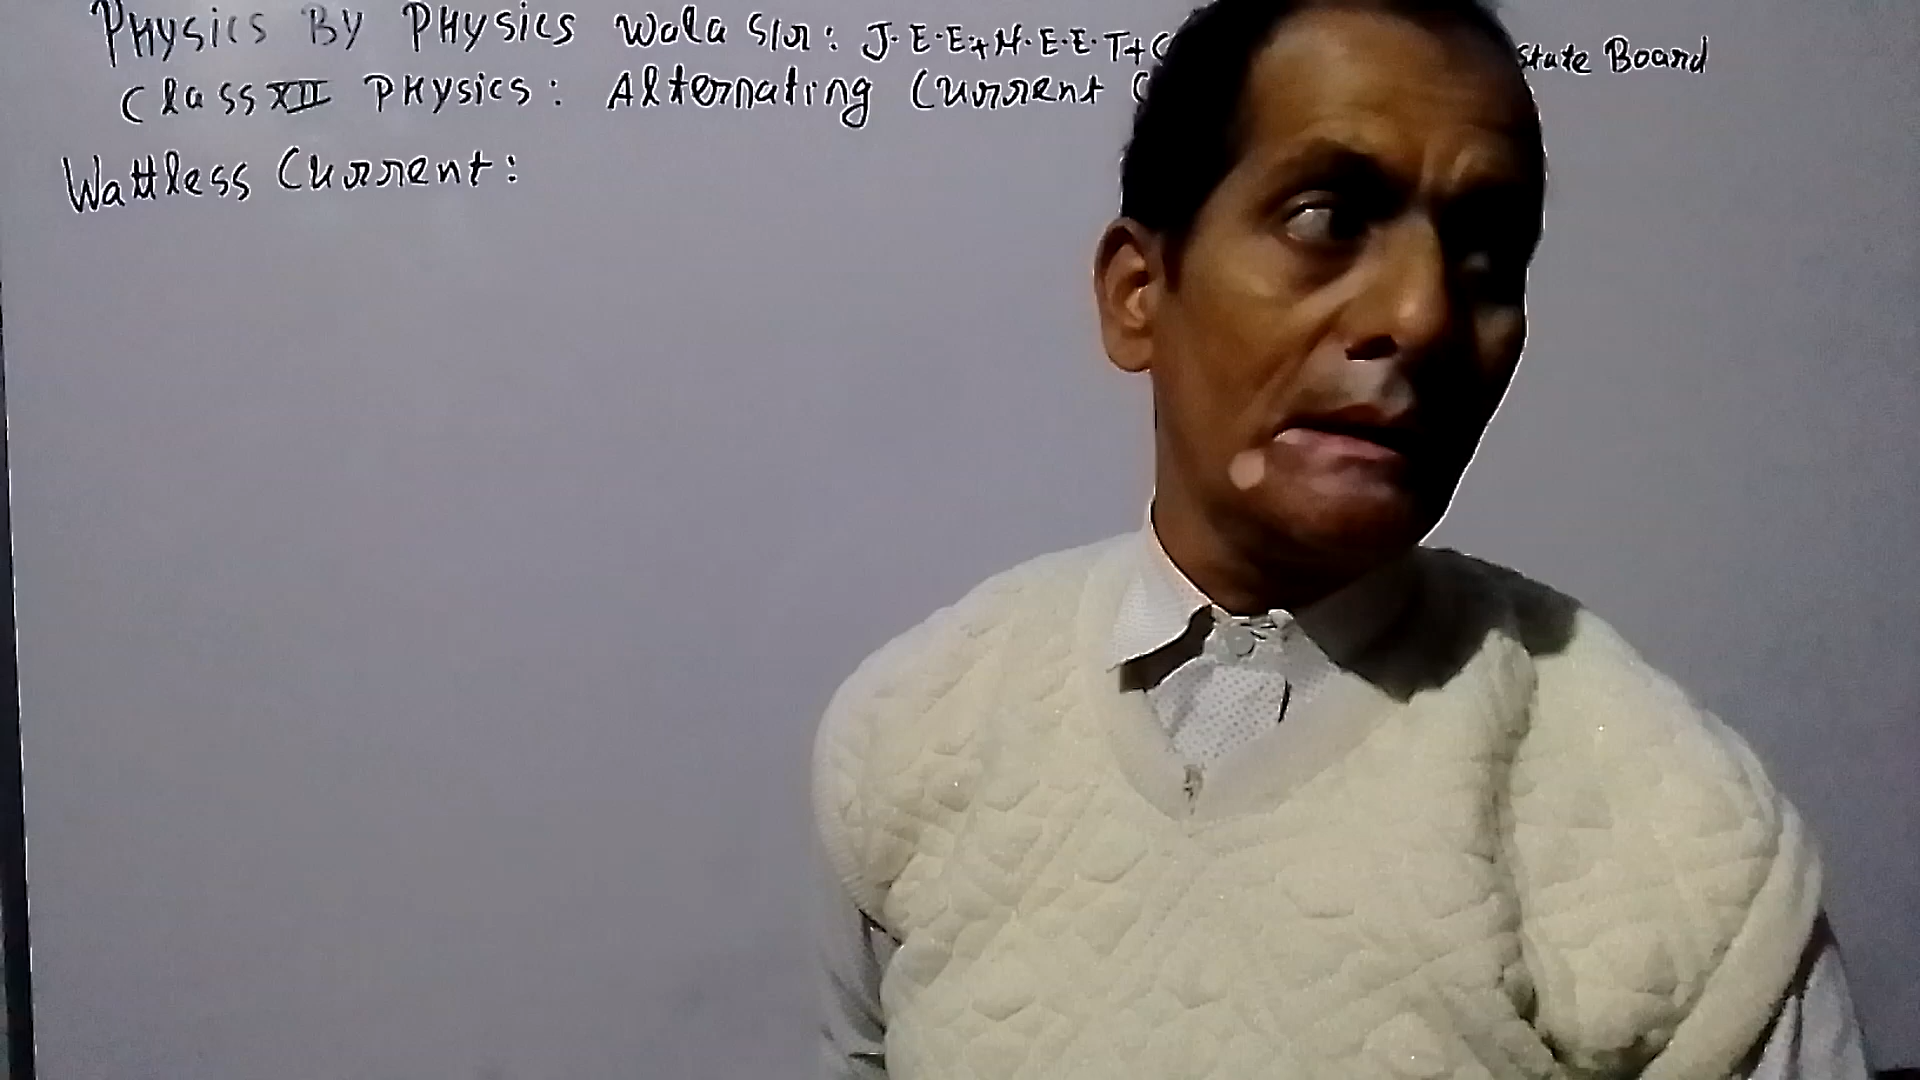 Physics By Physics Wala Sir: J.E.E+N.E.E.T+C State Board
Class XII Physics: Alternating Current C
Wattless Current: